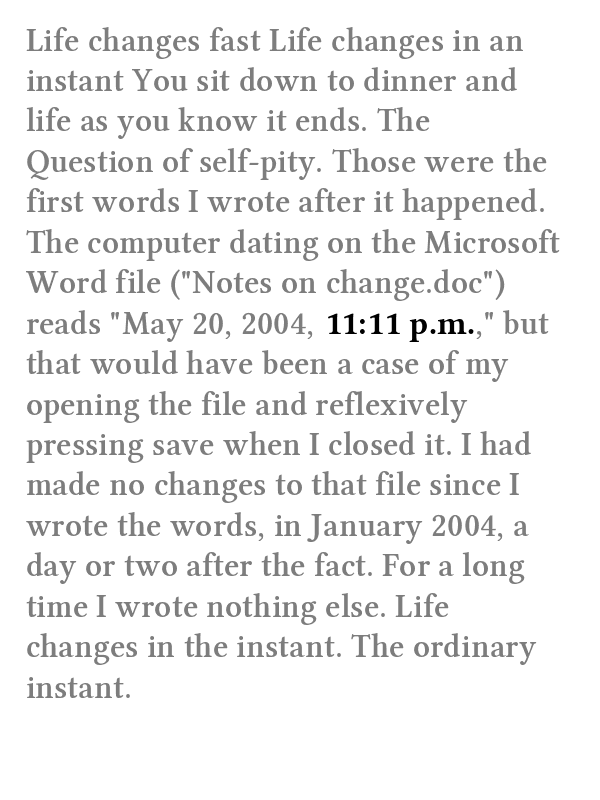 Life changes fast Life changes in an
instant You sit down to dinner and
life as you know it ends. The
Question of self-pity. Those were the
first words I wrote after it happened.
The computer dating on the Microsoft
Word file ("Notes on change.doc")
reads "May 20, 2004, 11:11 p.m.," but
that would have been a case of my
opening the file and reflexively
pressing save when I closed it. I had
made no changes to that file since I
wrote the words, in January 2004, a
day or two after the fact. For a long
time I wrote nothing else. Life
changes in the instant. The ordinary
instant.